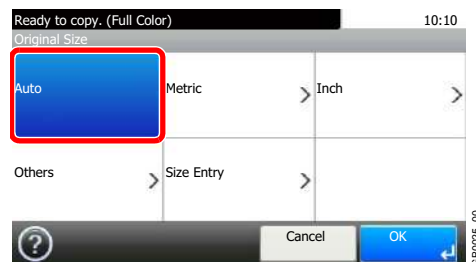 Ready to copy. (Full Color) 10:10
Original Size
Auto Metric Inch
Others Size Entry
?
Cancel OK